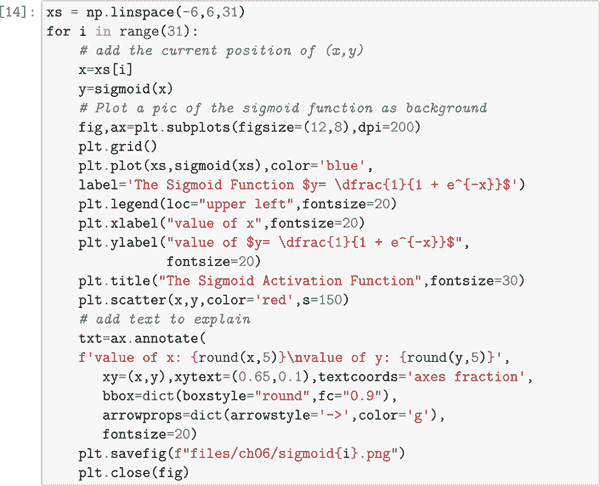 [14]: xs = np.linspace(-6,6,31)
for i in range(31):
    # add the current position of (x,y)
    x=xs[i]
    y=sigmoid(x)
    # Plot a pic of the sigmoid function as background
    fig,ax=plt.subplots(figsize=(12,8),dpi=200)
    plt.grid()
    plt.plot(xs,sigmoid(xs),color='blue',
    label='The Sigmoid Function $y= \dfrac{1}{1 + e^{-x}}$')
    plt.legend(loc="upper left",fontsize=20)
    plt.xlabel("value of x",fontsize=20)
    plt.ylabel("value of $y= \dfrac{1}{1 + e^{-x}}$",
               fontsize=20)
    plt.title("The Sigmoid Activation Function",fontsize=30)
    plt.scatter(x,y,color='red',s=150)
    # add text to explain
    txt=ax.annotate(
    f'value of x: {round(x,5)}\nvalue of y: {round(y,5)}',
       xy=(x,y),xytext=(0.65,0.1),textcoords='axes fraction',
       bbox=dict(boxstyle="round",fc="0.9"),
       arrowprops=dict(arrowstyle='->',color='g'),
       fontsize=20)
    plt.savefig(f"files/ch06/sigmoid{i}.png")
    plt.close(fig)